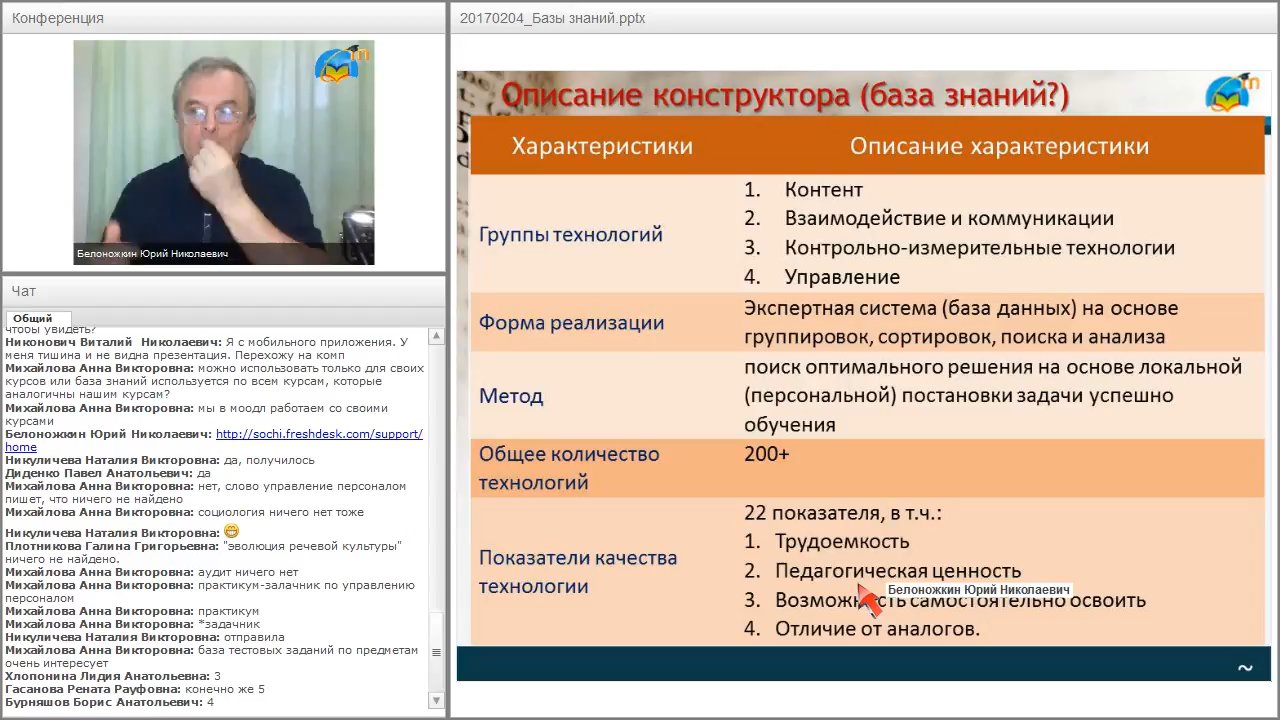 Конференция
Белоножкин Юрий Николаевич
Чат
Общий
чтобы увидеть?
Никонович Виталий Николаевич: Я с мобильного приложения. У
меня тишина и не видна презентация. Перехожу на комп
Михайлова Анна Викторовна: можно использовать только для своих
курсов или база знаний используется по всем курсам, которые
аналогичны нашим курсам?
Михайлова Анна Викторовна: мы в моодл работаем со своими
курсами
Белоножкин Юрий Николаевич: http://sochi.freshdesk.com/support/
home
Никуличева Наталия Викторовна: да, получилось
Диденко Павел Анатольевич: да
Михайлова Анна Викторовна: нет, слово управление персоналом
пишет, что ничего не найдено
Михайлова Анна Викторовна: социология ничего нет тоже
Никуличева Наталия Викторовна:
Плотникова Галина Григорьевна: "эволюция речевой культуры"
ничего не найдено.
Михайлова Анна Викторовна: аудит ничего нет
Михайлова Анна Викторовна: практикум-залачник по управлению
персоналом
Михайлова Анна Викторовна: практикум
Михайлова Анна Викторовна: *задачник
Никуличева Наталия Викторовна: отправила
Михайлова Анна Викторовна: база тестовых заданий по предметам
очень интересует
Хлопонина Лидия Анатольевна: 3
Гасанова Рената Рауфовна: конечно же 5
Бурняшов Борис Анатольевич: 4
20170204_Базы знаний.pptx
Описание конструктора (база знаний?)
Характеристики
Описание характеристики
Группы технологий
1. Контент
2. Взаимодействие и коммуникации
3. Контрольно-измерительные технологии
4. Управление
Форма реализации
Экспертная система (база данных) на основе
группировок, сортировок, поиска и анализа
Метод
поиск оптимального решения на основе локальной
(персональной) постановки задачи успешно
обучения
Общее количество
технологий
200+
Показатели качества
технологии
22 показателя, в т.ч.:
1. Трудоемкость
2. Педагогическая ценность
Белоножкин Юрий Николаевич
3. Возможность самостоятельно освоить
4. Отличие от аналогов.
~